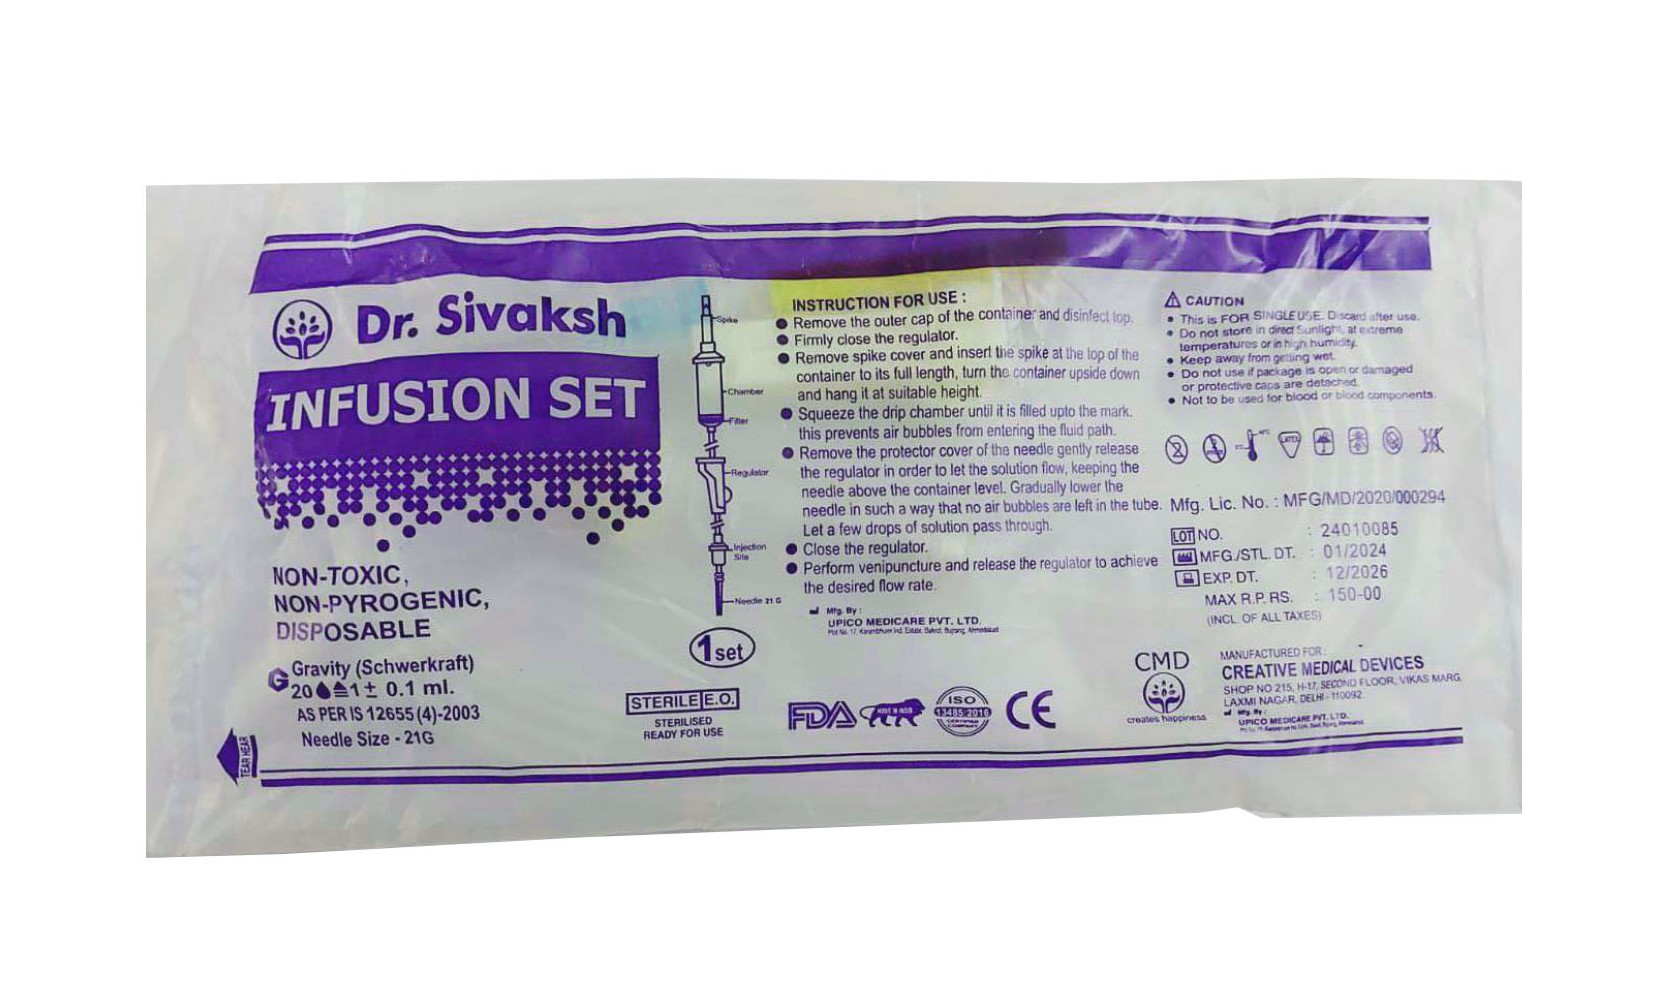 Dr. Sivaksh
INFUSION SET
NON-TOXIC,
NON-PYROGENIC,
DISPOSABLE
G Gravity (Schwerkraft)
20 1 ± 0.1 ml.
AS PER IS 12655 (4)-2003
Needle Size - 21G
TEAR HEAR
Spike
Chamber
Filter
Regulator
Injection
Site
Needle 21 G
1 set
STERILE E.O.
STERILISED
READY FOR USE
INSTRUCTION FOR USE :
● Remove the outer cap of the container and disinfect top.
● Firmly close the regulator.
● Remove spike cover and insert the spike at the top of the
container to its full length, turn the container upside down
and hang it at suitable height.
● Squeeze the drip chamber until it is filled upto the mark.
this prevents air bubbles from entering the fluid path.
● Remove the protector cover of the needle gently release
the regulator in order to let the solution flow, keeping the
needle above the container level. Gradually lower the
needle in such a way that no air bubbles are left in the tube.
Let a few drops of solution pass through.
● Close the regulator.
● Perform venipuncture and release the regulator to achieve
the desired flow rate.
Mfg. By :
UPICO MEDICARE PVT. LTD.
FDA
ISO
13485:2016
CE
CAUTION
● This is FOR SINGLE USE. Discard after use.
● Do not store in direct Sunlight, at extreme
temperatures or in high humidity.
● Keep away from getting wet.
● Do not use if package is open or damaged
or protective caps are detached.
● Not to be used for blood or blood components.
LATEX
Mfg. Lic. No. : MFG/MD/2020/000294
LOT NO. : 24010085
MFG./STL. DT. : 01/2024
EXP. DT. : 12/2026
MAX R.P. RS. : 150-00
(INCL. OF ALL TAXES)
CMD
creates happiness
MANUFACTURED FOR :
CREATIVE MEDICAL DEVICES
SHOP NO 215, H-17, SECOND FLOOR, VIKAS MARG,
LAXMI NAGAR, DELHI - 110092.
Mfg. By :
UPICO MEDICARE PVT. LTD.